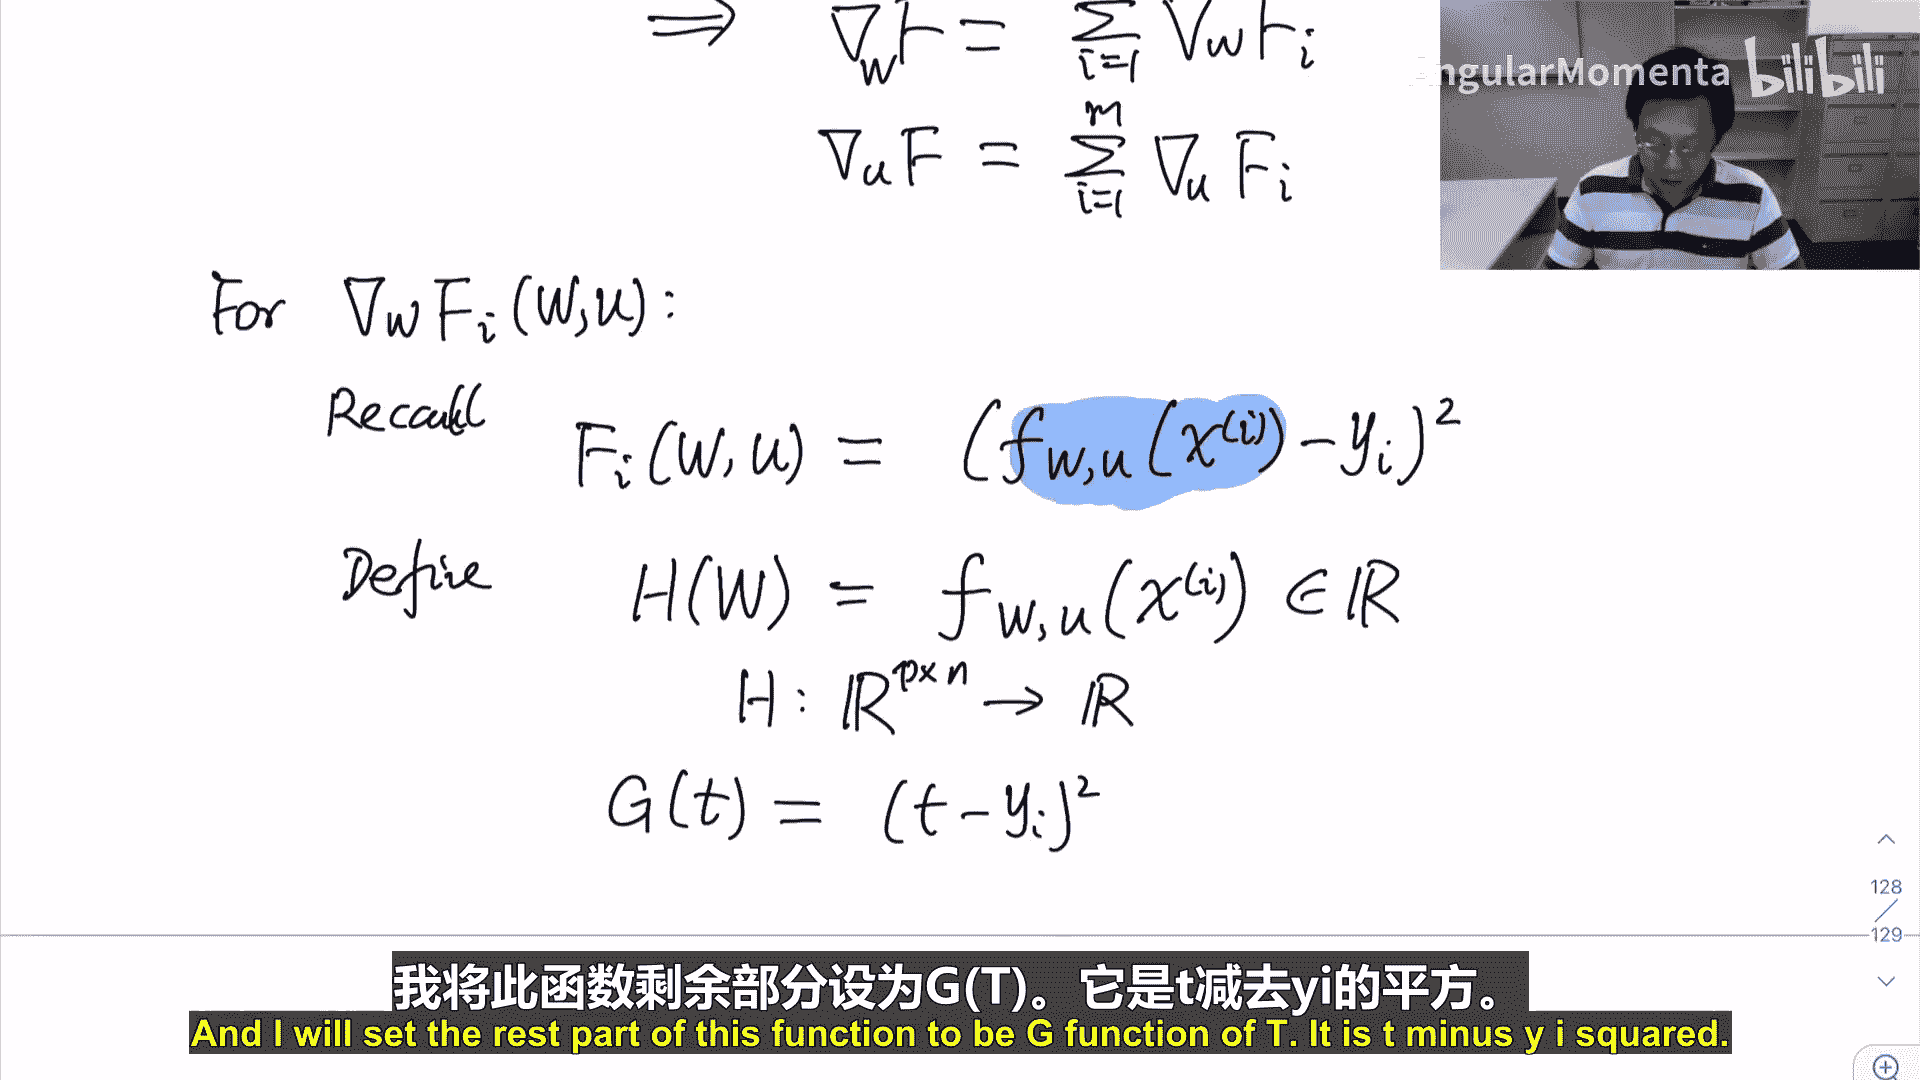 ⟹ ∇_W F = Σ_{i=1} ∇_W F_i
∇_u F = Σ_{i=1}^{m} ∇_u F_i
For ∇_W F_i (W, u) :
Recall F_i (W, u) = (f_{W,u} (x^{(i)}) - y_i)^2
Define H(W) = f_{W,u} (x^{(i)}) ∈ ℝ
H : ℝ^{p×n} → ℝ
G(t) = (t - y_i)^2
ngularMomenta bilibili
128
129
我将此函数剩余部分设为G(T)。它是t减去yi的平方。
And I will set the rest part of this function to be G function of T. It is t minus y i squared.